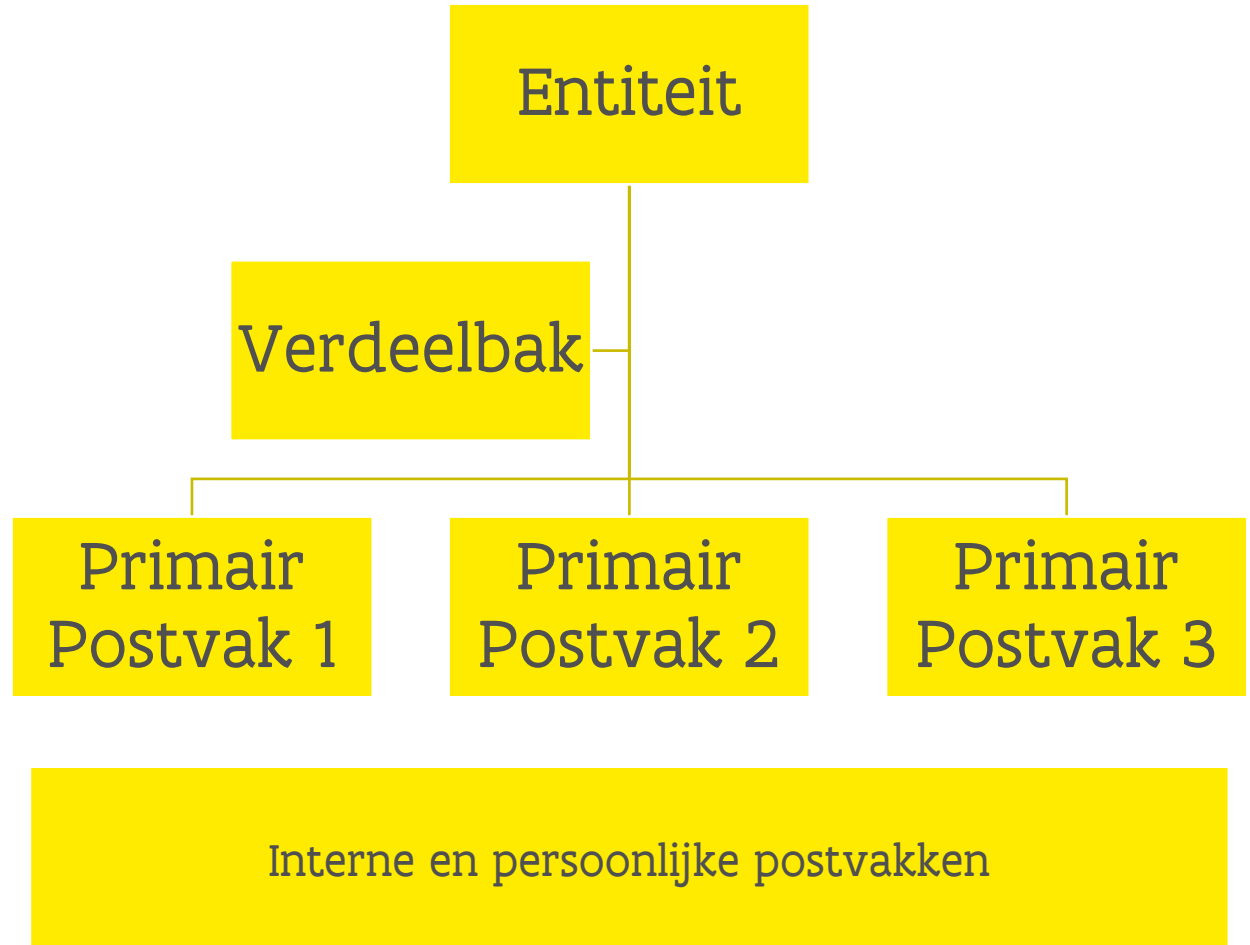 Entiteit
Verdeelbak
Primair
Postvak 1
Primair
Postvak 2
Primair
Postvak 3
Interne en persoonlijke postvakken